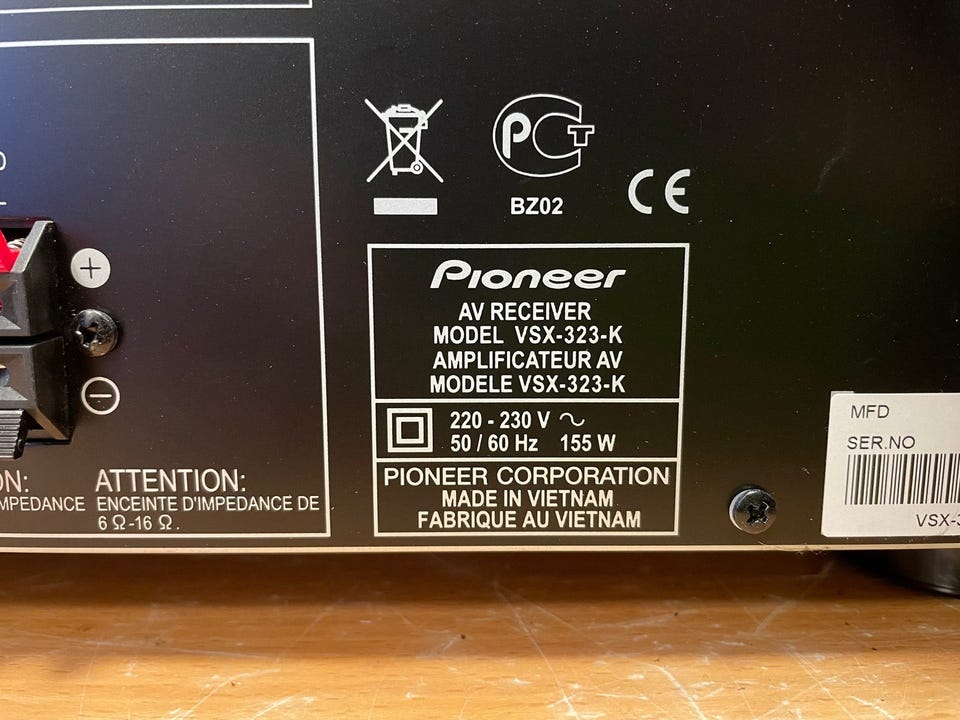 BZ02
CE
Pioneer
AV RECEIVER
MODEL VSX-323-K
AMPLIFICATEUR AV
MODELE VSX-323-K
220 - 230 V ~
50 / 60 Hz 155 W
PIONEER CORPORATION
MADE IN VIETNAM
FABRIQUE AU VIETNAM
ATTENTION:
ENCEINTE D'IMPEDANCE DE
6 Ω -16 Ω .
MFD
SER.NO